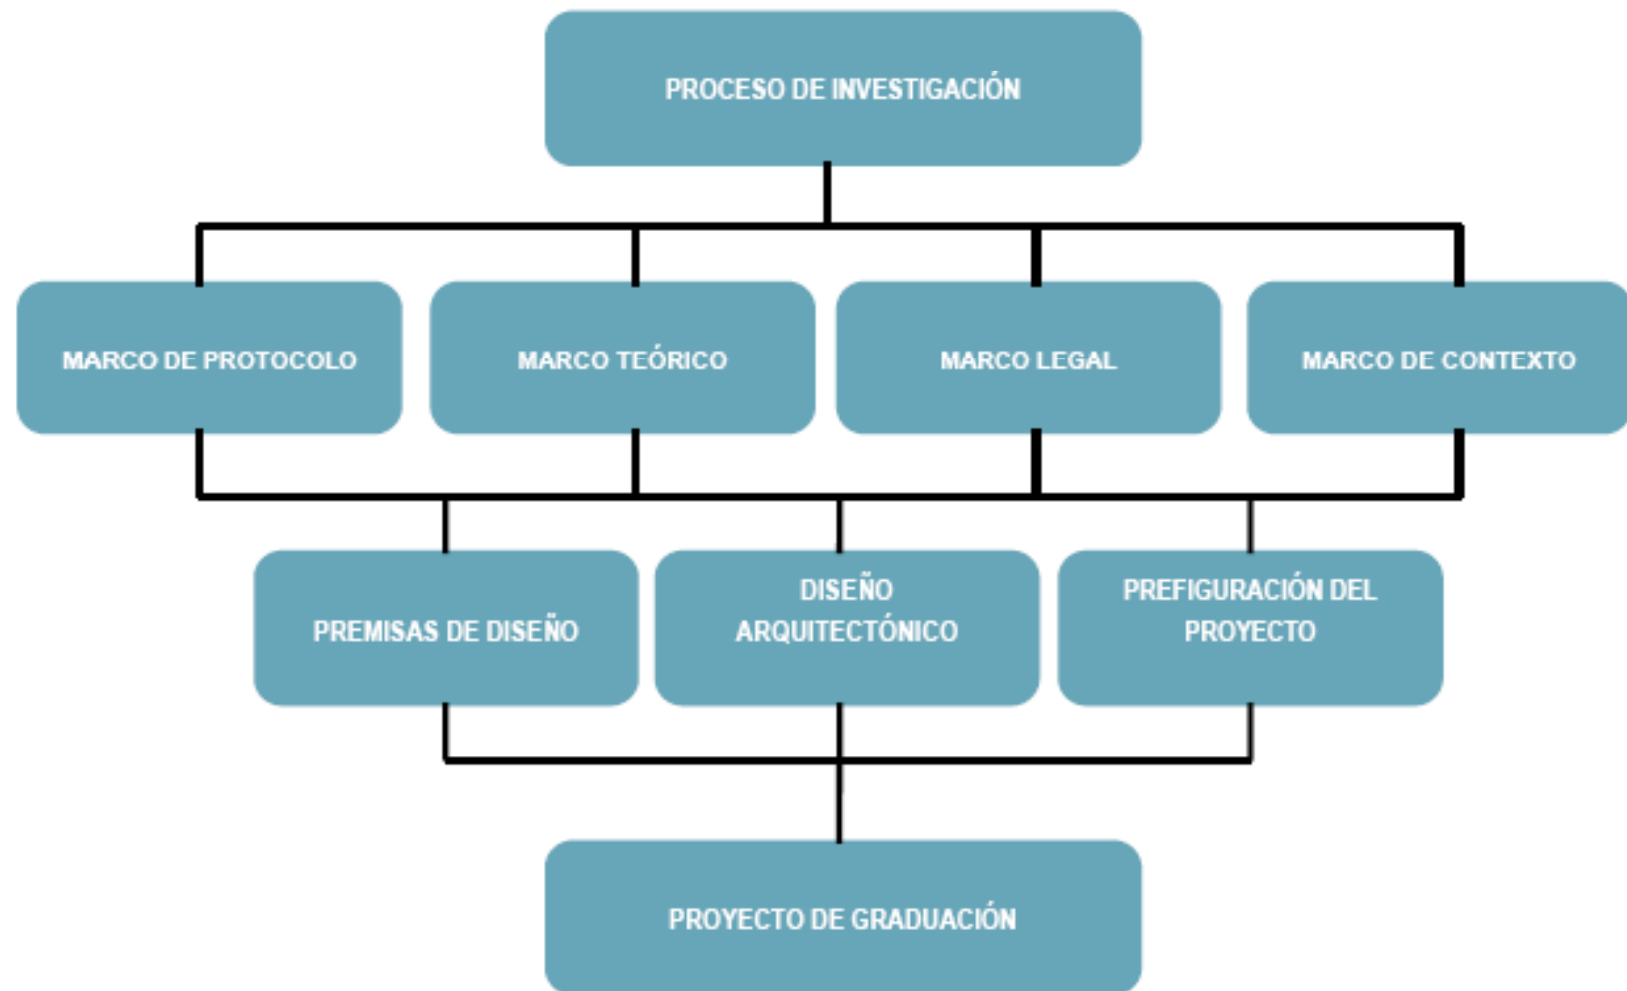 PROCESO DE INVESTIGACIÓN
MARCO DE PROTOCOLO
MARCO TEÓRICO
MARCO LEGAL
MARCO DE CONTEXTO
PREMISAS DE DISEÑO
DISEÑO
ARQUITECTÓNICO
PREFIGURACIÓN DEL
PROYECTO
PROYECTO DE GRADUACIÓN